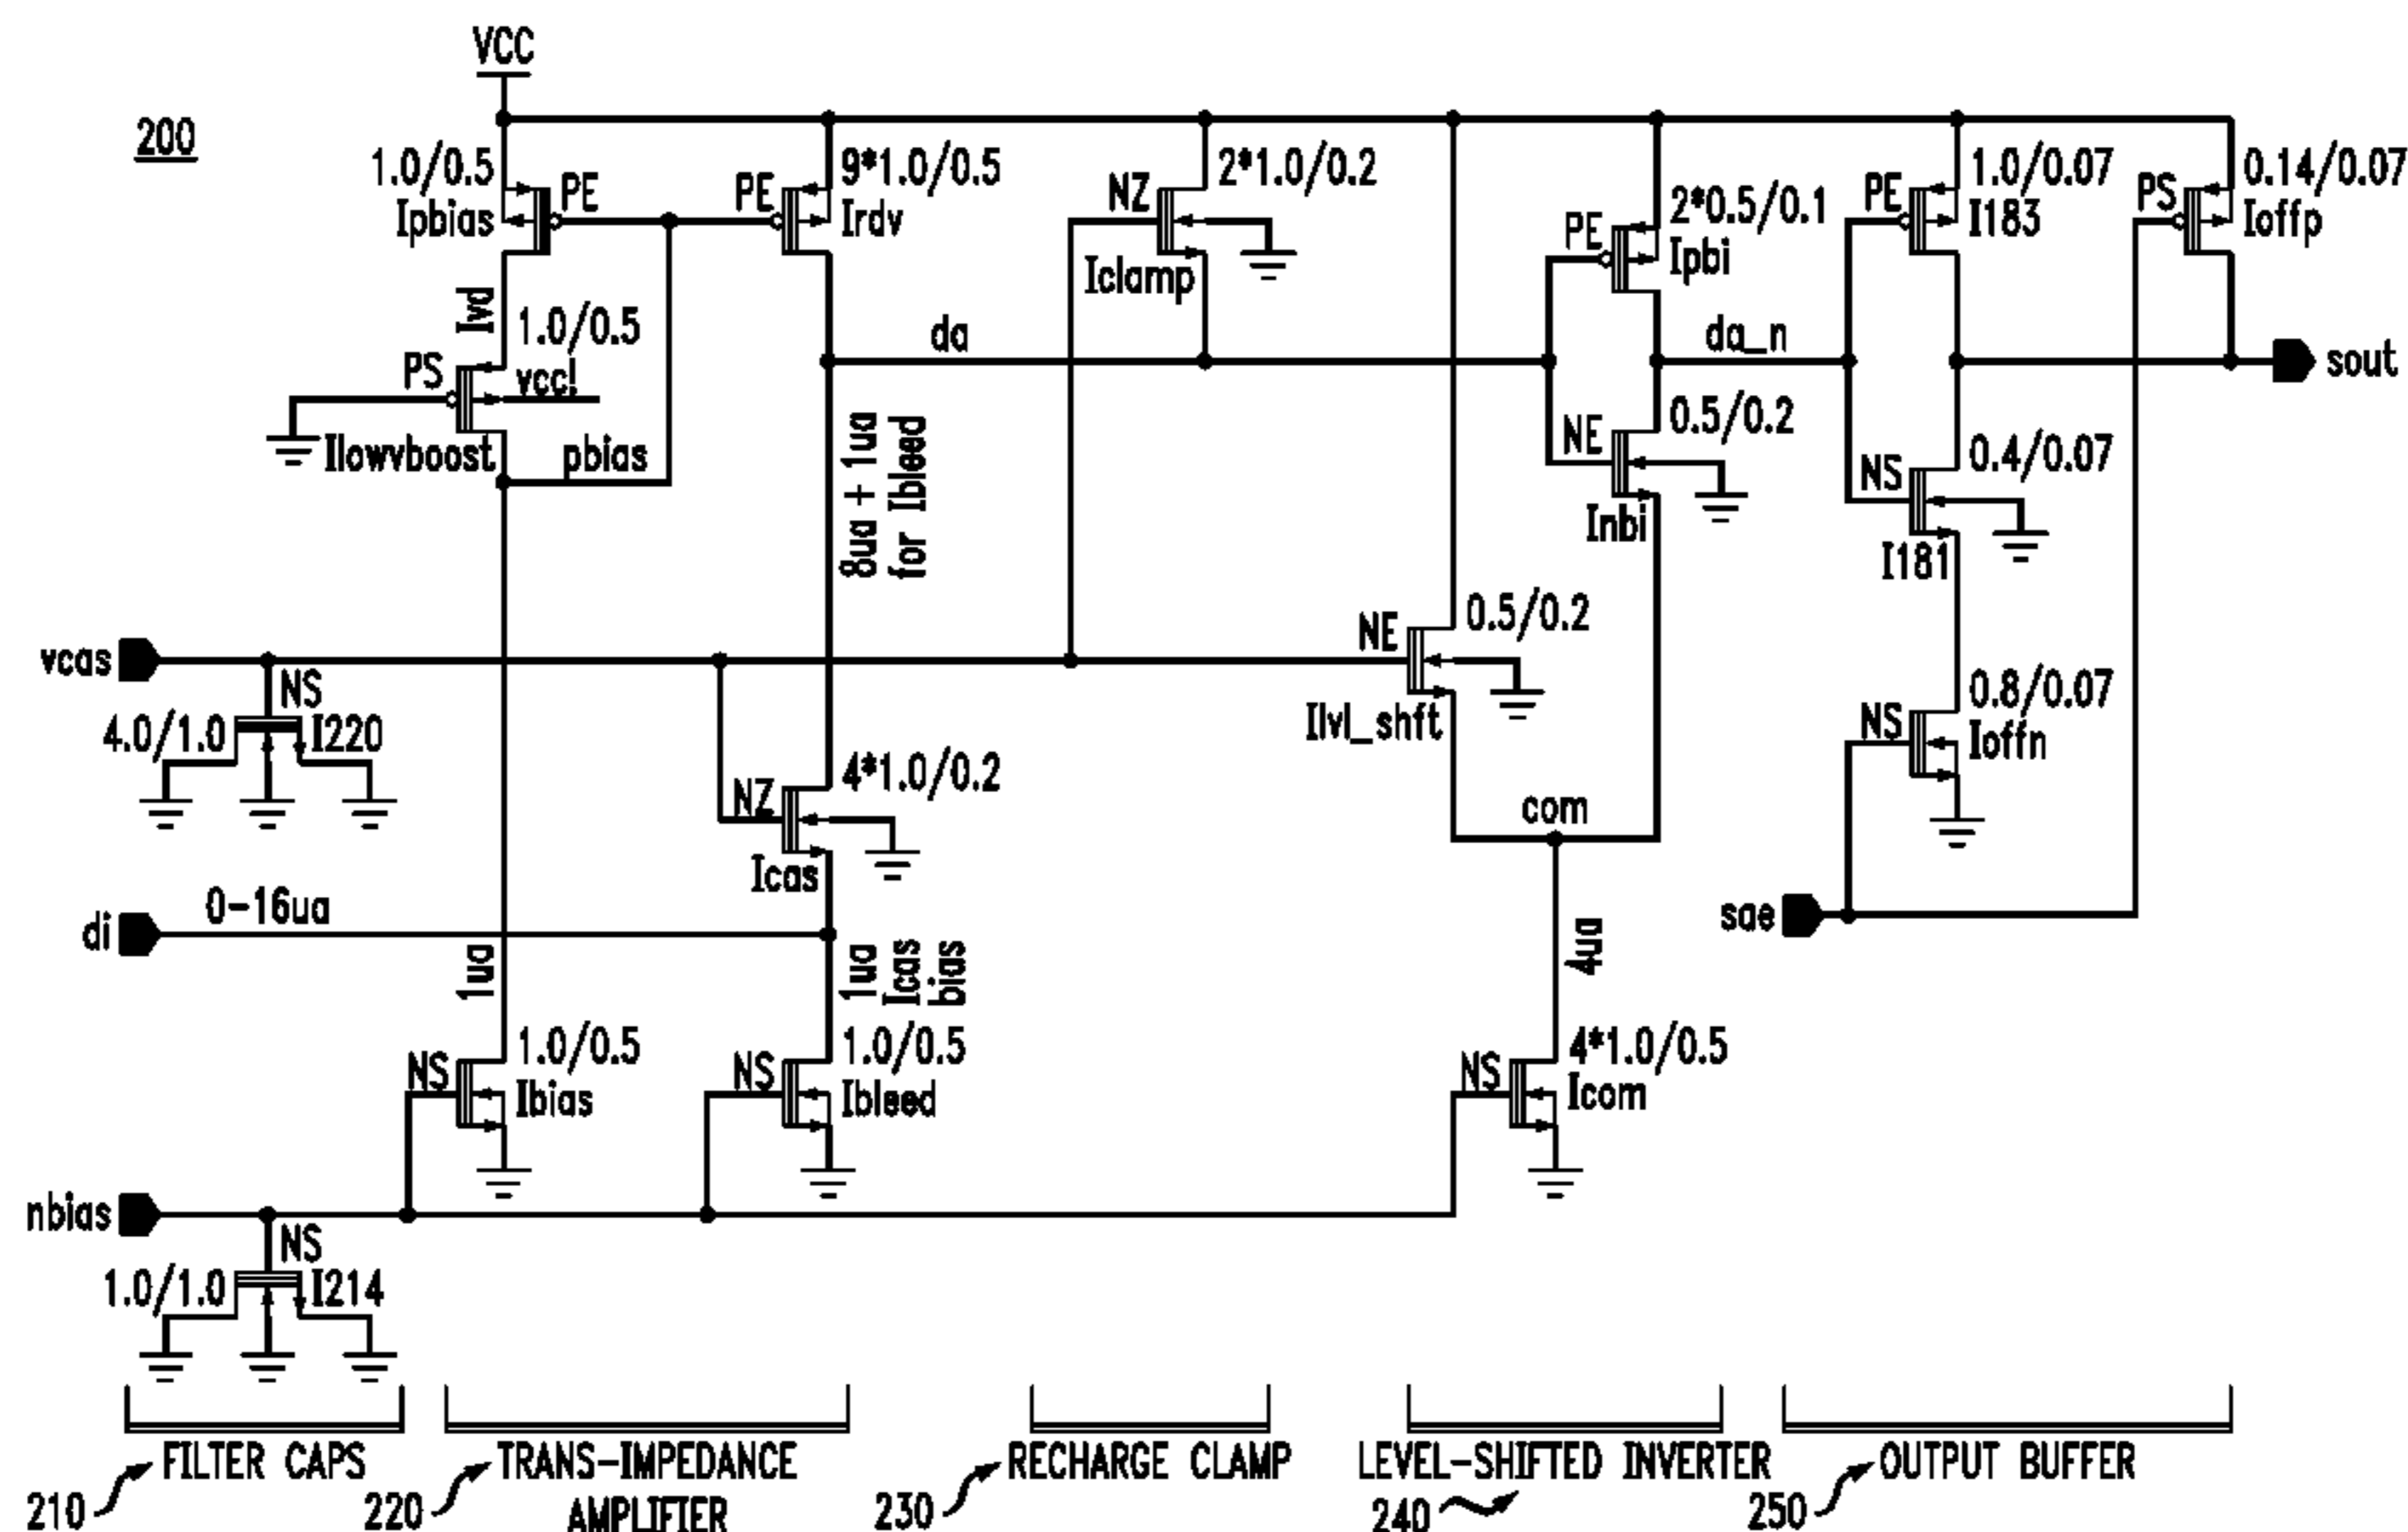 VCC
200
1.0/0.5
PE
Ipbias
PE
9*1.0/0.5
Irdv
NZ
2*1.0/0.2
Iclamp
PE
2*0.5/0.1
Ipbi
PE
1.0/0.07
I183
PS
0.14/0.07
Ioffp
Ivd
1.0/0.5
PS
vcc!
Ilowvboost
pbias
da
da_n
sout
8ua + 1ua
for Ibleed
NE
0.5/0.2
Inbi
NS
0.4/0.07
I181
vcas
NS
4.0/1.0
I220
NE
0.5/0.2
Ilvl_shft
NS
0.8/0.07
Ioffn
NZ
4*1.0/0.2
Icas
com
di
0-16ua
sae
1ua
1ua
Icas
bias
4ua
NS
1.0/0.5
Ibias
NS
1.0/0.5
Ibleed
NS
4*1.0/0.5
Icom
nbias
NS
1.0/1.0
I214
FILTER CAPS
210
TRANS-IMPEDANCE
AMPLIFIER
220
RECHARGE CLAMP
230
LEVEL-SHIFTED INVERTER
240
OUTPUT BUFFER
250